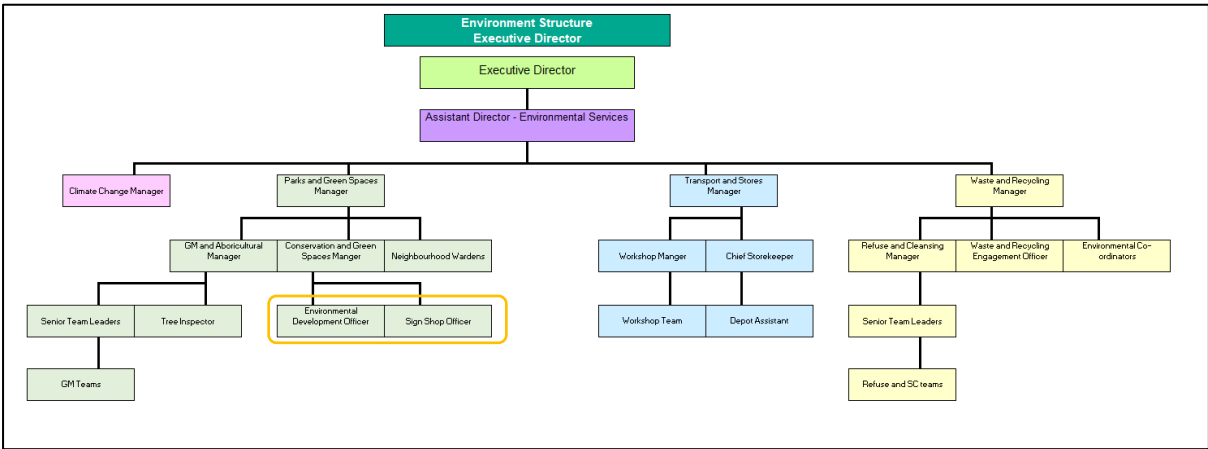 Environment Structure
Executive Director
Executive Director
Assistant Director - Environmental Services
Climate Change Manager
Parks and Green Spaces
Manager
Transport and Stores
Manager
Waste and Recycling
Manager
GM and Aboricultural
Manager
Conservation and Green
Spaces Manger
Neighbourhood Wardens
Workshop Manger
Chief Storekeeper
Refuse and Cleansing
Manager
Waste and Recycling
Engagement Officer
Environmental Co-
ordinators
Senior Team Leaders
Tree Inspector
Environmental
Development Officer
Sign Shop Officer
Workshop Team
Depot Assistant
Senior Team Leaders
GM Teams
Refuse and SC teams